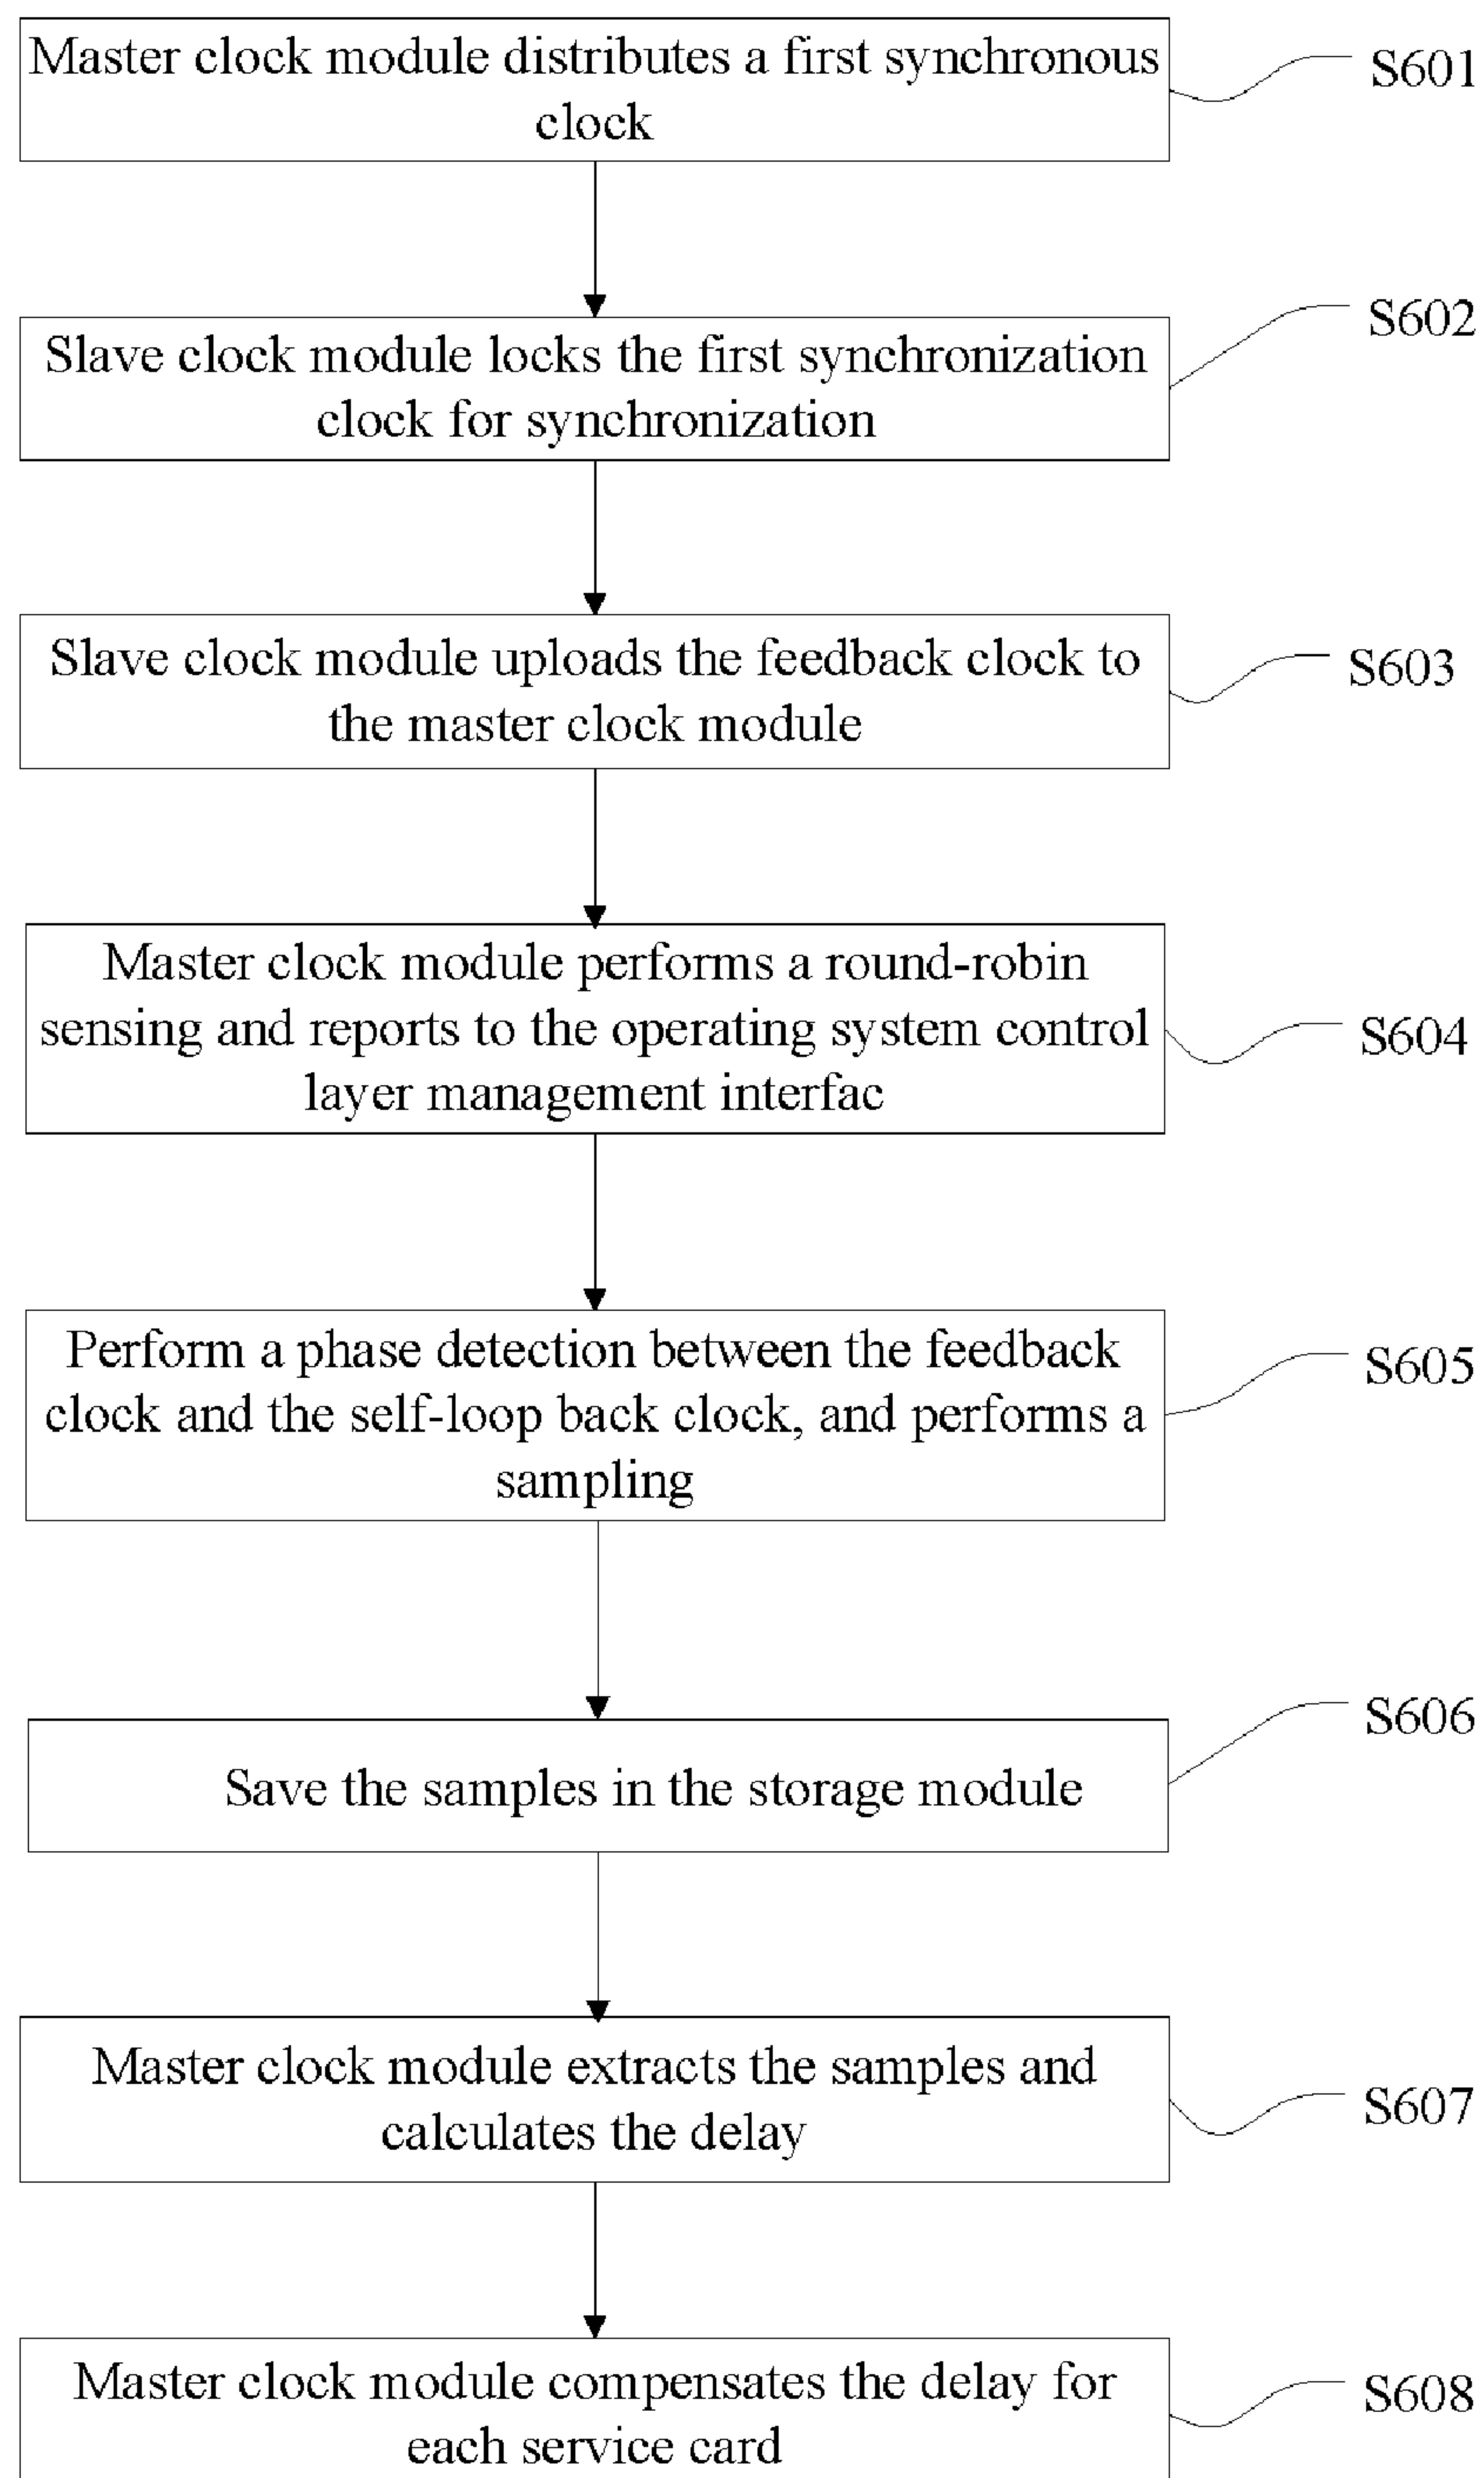 Master clock module distributes a first synchronous
clock
S601
Slave clock module locks the first synchronization
clock for synchronization
S602
Slave clock module uploads the feedback clock to
the master clock module
S603
Master clock module performs a round-robin
sensing and reports to the operating system control
layer management interfac
S604
Perform a phase detection between the feedback
clock and the self-loop back clock, and performs a
sampling
S605
Save the samples in the storage module
S606
Master clock module extracts the samples and
calculates the delay
S607
Master clock module compensates the delay for
each service card
S608